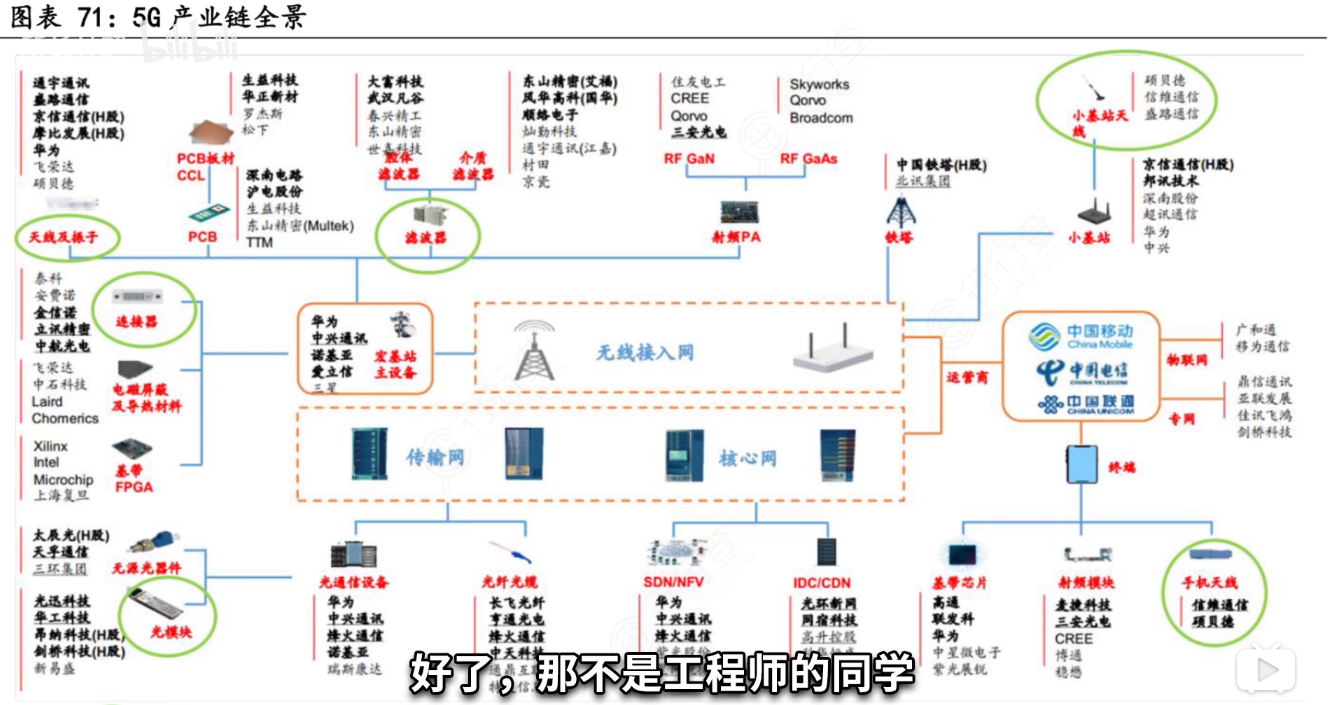 图表 71：5G 产业链全景
bilibili
通宇通讯
盛路通信
京信通信(H股)
摩比发展(H股)
华为
飞荣达
硕贝德
天线及振子
生益科技
华正新材
罗杰斯
松下
PCB板材
CCL
深南电路
沪电股份
生益科技
东山精密(Multek)
TTM
PCB
大富科技
武汉凡谷
春兴精工
东山精密
世嘉科技
腔体
滤波器
介质
滤波器
滤波器
东山精密(艾福)
风华高科(国华)
顺络电子
灿勤科技
通宇通讯(江嘉)
村田
京瓷
住友电工
CREE
Qorvo
三安光电
RF GaN
Skyworks
Qorvo
Broadcom
RF GaAs
射频PA
中国铁塔(H股)
北讯集团
铁塔
小基站天
线
硕贝德
信维通信
盛路通信
京信通信(H股)
邦讯技术
深南股份
超讯通信
华为
中兴
小基站
泰科
安费诺
金信诺
立讯精密
中航光电
连接器
飞荣达
中石科技
Laird
Chomerics
电磁屏蔽
及导热材料
Xilinx
Intel
Microchip
上海复旦
基带
FPGA
华为
中兴通讯
诺基亚
爱立信
三星
宏基站
主设备
无线接入网
传输网
核心网
运营商
中国移动
China Mobile
中国电信
CHINA TELECOM
中国联通
CHINA UNICOM
物联网
广和通
移为通信
专网
鼎信通讯
亚联发展
佳讯飞鸿
剑桥科技
终端
太辰光(H股)
天孚通信
三环集团
无源光器件
光迅科技
华工科技
昂纳科技(H股)
剑桥科技(H股)
新易盛
光模块
光通信设备
华为
中兴通讯
烽火通信
诺基亚
瑞斯康达
光纤光缆
长飞光纤
亨通光电
烽火通信
中天科技
SDN/NFV
华为
中兴通讯
烽火通信
紫光股份
IDC/CDN
光环新网
网宿科技
高升控股
基带芯片
高通
联发科
华为
中星微电子
紫光展锐
射频模块
麦捷科技
三安光电
CREE
博通
稳懋
手机天线
信维通信
硕贝德
好了，那不是工程师的同学